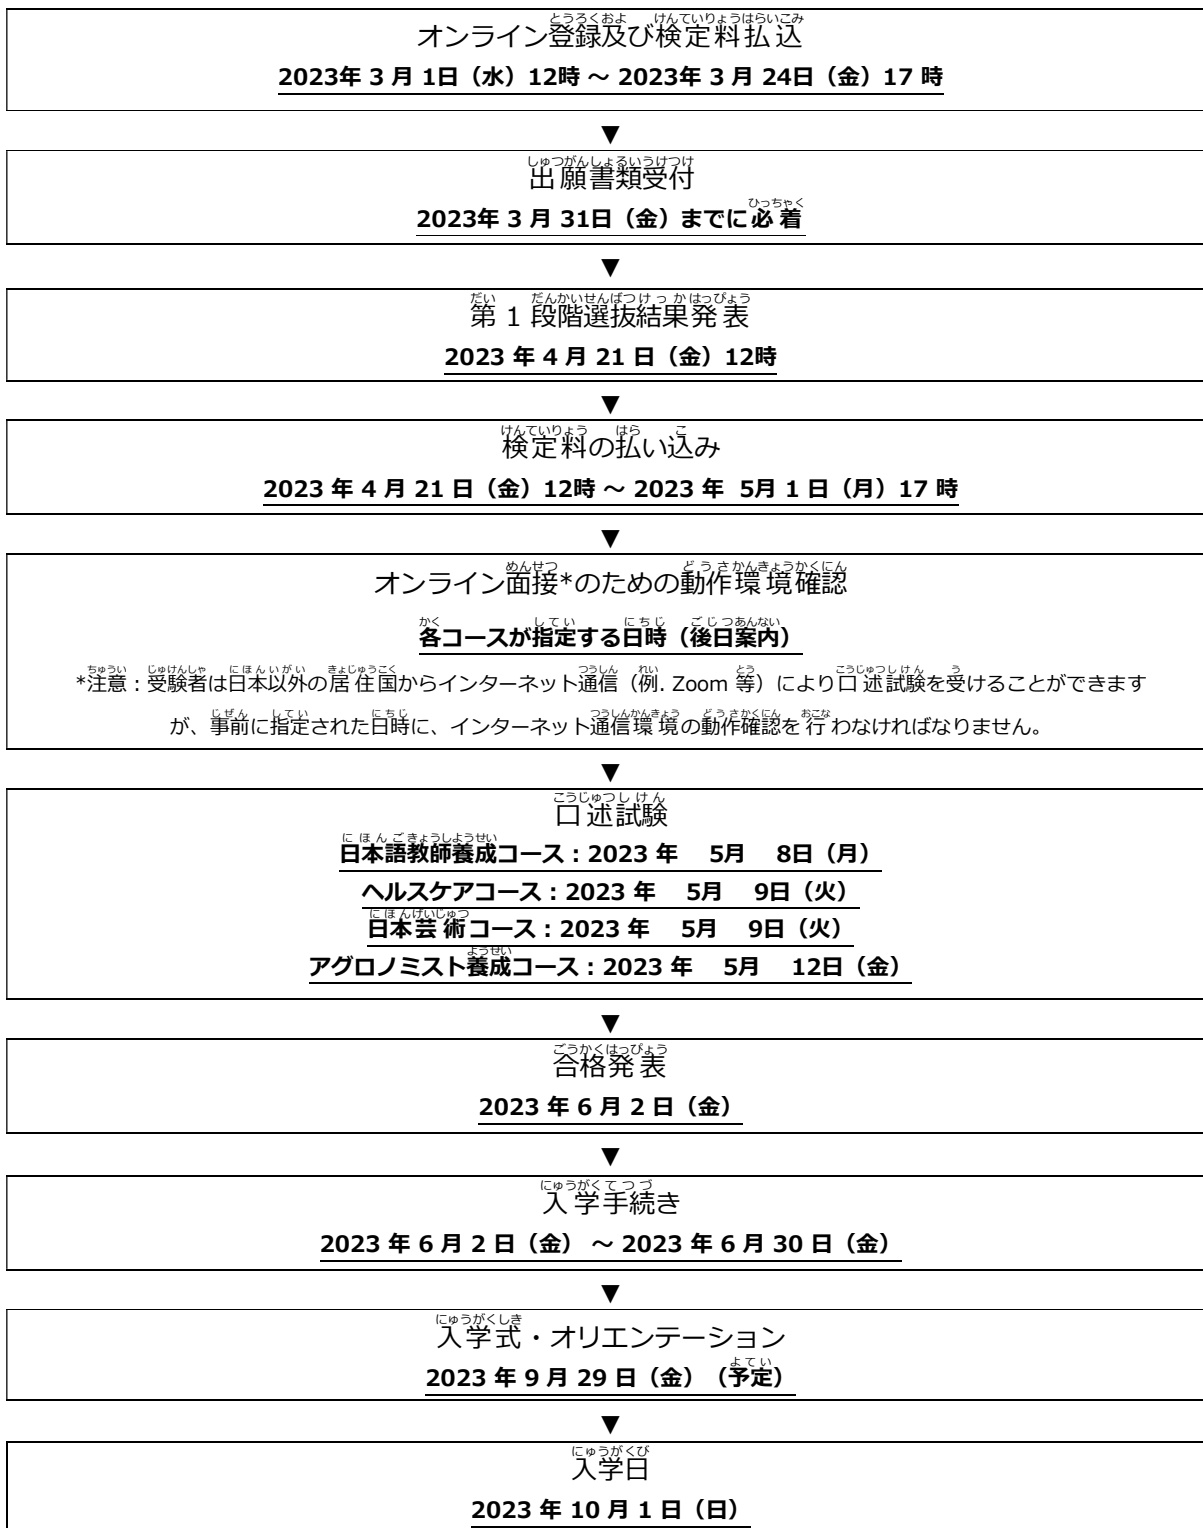 オンライン登録及び検定料払込
2023年 3 月 1日（水）12時 ～ 2023年 3 月 24日（金）17 時
▼
出願書類受付
2023年 3 月 31日（金）までに必着
▼
第 1 段階選抜結果発表
2023 年 4 月 21 日（金）12時
▼
検定料の払い込み
2023 年 4 月 21 日（金）12時 ～ 2023 年 5月 1 日（月）17 時
▼
オンライン面接*のための動作環境確認
各コースが指定する日時（後日案内）
*注意：受験者は日本以外の居住国からインターネット通信（例. Zoom 等）により口述試験を受けることができます
が、事前に指定された日時に、インターネット通信環境の動作確認を行わなければなりません。
▼
口述試験
日本語教師養成コース：2023 年 5月 8日（月）
ヘルスケアコース：2023 年 5月 9日（火）
日本芸術コース：2023 年 5月 9日（火）
アグロノミスト養成コース：2023 年 5月 12日（金）
▼
合格発表
2023 年 6 月 2 日（金）
▼
入学手続き
2023 年 6 月 2 日（金） ～ 2023 年 6 月 30 日（金）
▼
入学式・オリエンテーション
2023 年 9 月 29 日（金）（予定）
▼
入学日
2023 年 10 月 1 日（日）